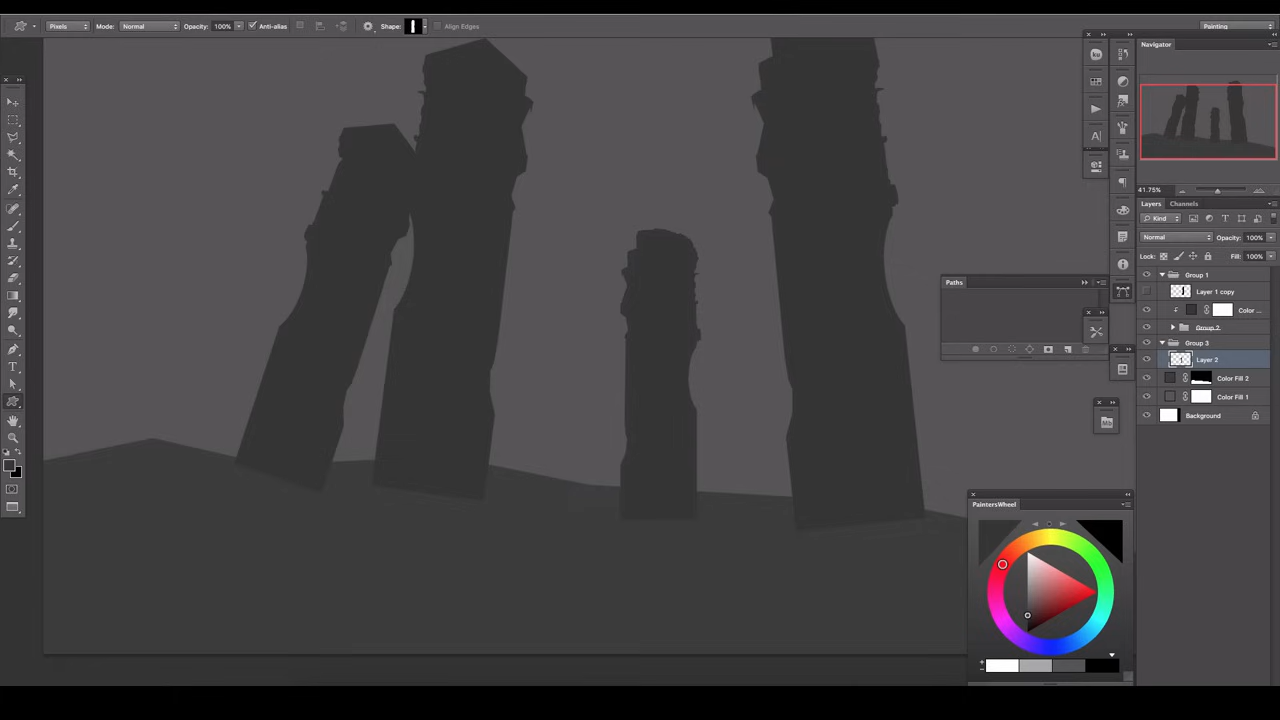 Pixels Mode: Normal Opacity: 100% Anti-alias Shape: Align Edges Painting
Navigator
41.75%
Layers Channels
Kind
Normal Opacity: 100%
Lock: Fill: 100%
Group 1
Layer 1 copy
Color ...
Group 2
Group 3
Layer 2
Color Fill 2
Color Fill 1
Background
Paths
Mb
PaintersWheel